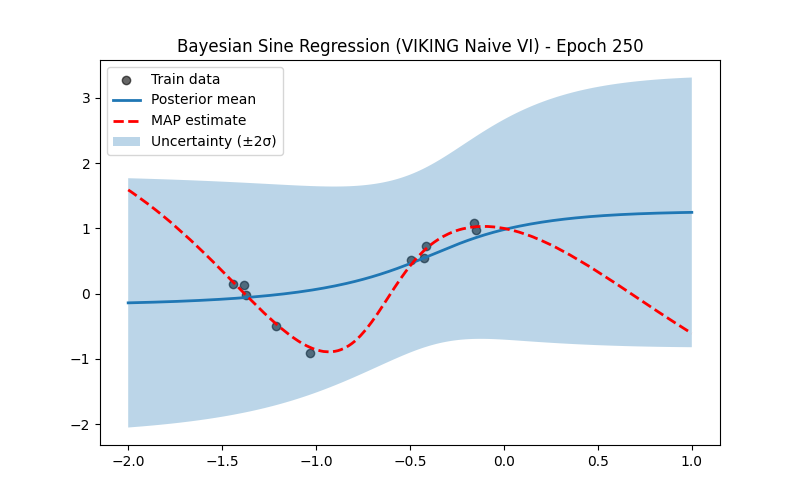 Bayesian Sine Regression (VIKING Naive VI) - Epoch 250
Train data
Posterior mean
MAP estimate
Uncertainty (±2σ)
3
2
1
0
−1
−2
−2.0 −1.5 −1.0 −0.5 0.0 0.5 1.0